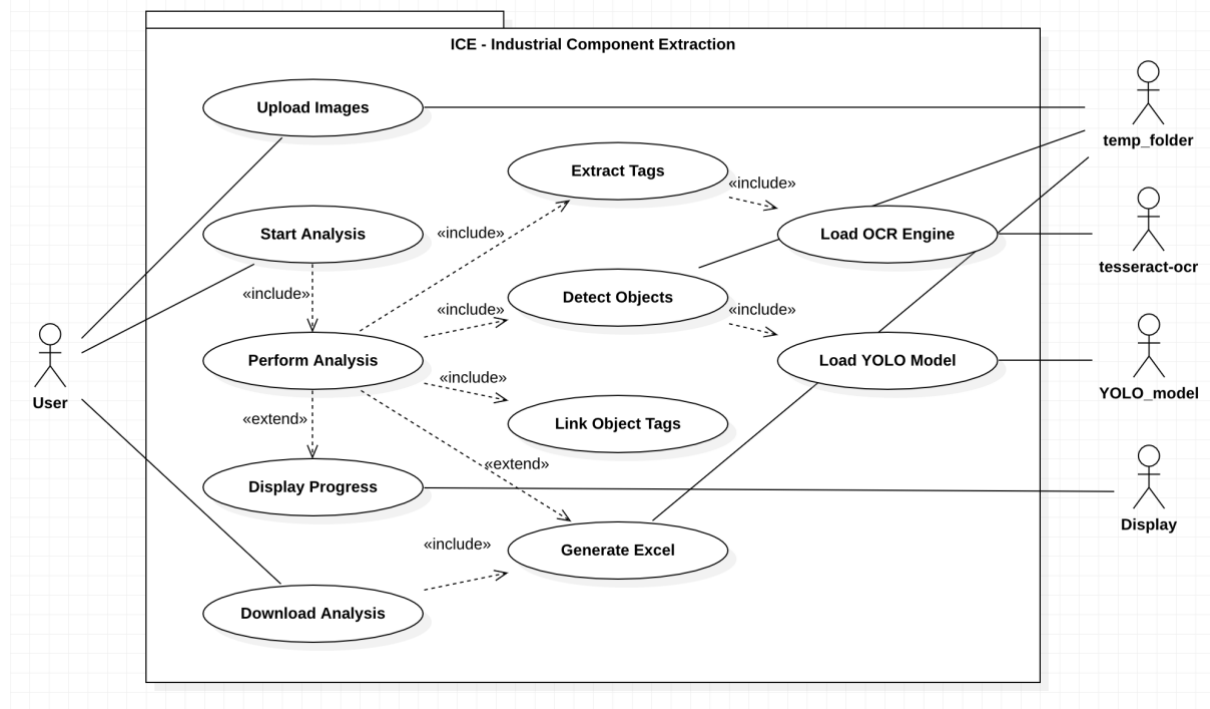 ICE - Industrial Component Extraction
Upload Images
temp_folder
Extract Tags
«include»
Start Analysis
«include»
Load OCR Engine
tesseract-ocr
«include»
Detect Objects
«include»
«include»
Perform Analysis
Load YOLO Model
YOLO_model
User
«include»
«extend»
Link Object Tags
«extend»
Display Progress
Display
«include»
Generate Excel
Download Analysis